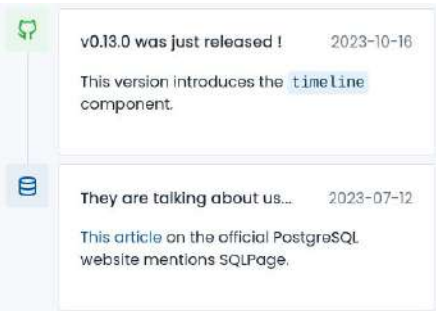 v0.13.0 was just released ! 2023-10-16
This version introduces the timeline
component.
They are talking about us... 2023-07-12
This article on the official PostgreSQL
website mentions SQLPage.